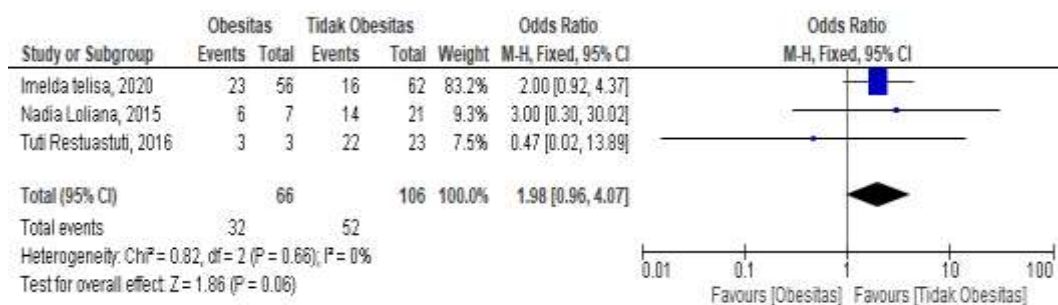 Obesitas Tidak Obesitas Odds Ratio Odds Ratio
Study or Subgroup Events Total Events Total Weight M-H, Fixed, 95% CI M-H, Fixed, 95% CI
Imelda telisa, 2020 23 56 16 62 83.2% 2.00 [0.92, 4.37]
Nadia Loliana, 2015 6 7 14 21 9.3% 3.00 [0.30, 30.02]
Tuti Restuastuti, 2016 3 3 22 23 7.5% 0.47 [0.02, 13.89]
Total (95% CI) 66 106 100.0% 1.98 [0.96, 4.07]
Total events 32 52
Heterogeneity: Chi² = 0.82, df = 2 (P = 0.66); I² = 0%
Test for overall effect: Z = 1.86 (P = 0.06)
0.01 0.1 1 10 100
Favours [Obesitas] Favours [Tidak Obesitas]